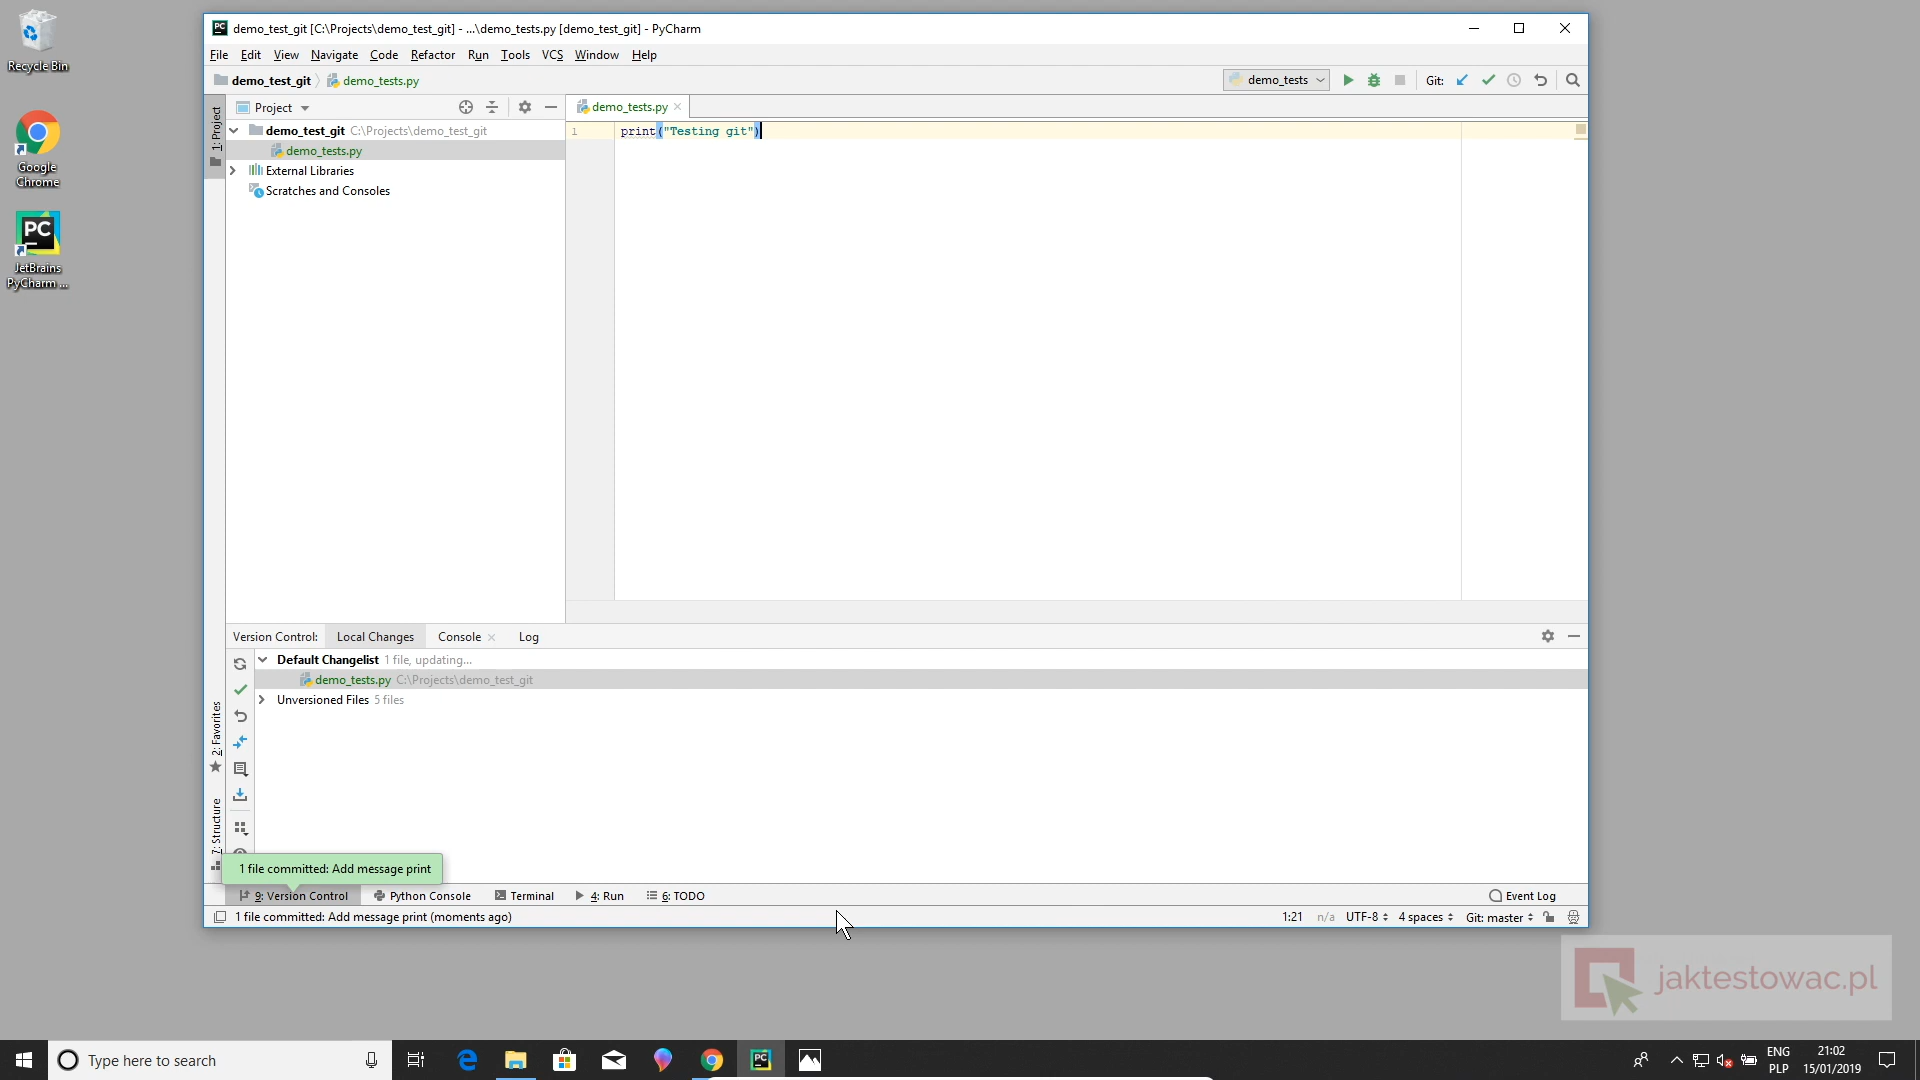 Recycle Bin
Google
Chrome
JetBrains
PyCharm ...
demo_test_git [C:\Projects\demo_test_git] - ...\demo_tests.py [demo_test_git] - PyCharm
File Edit View Navigate Code Refactor Run Tools VCS Window Help
demo_test_git demo_tests.py
demo_tests Git:
1: Project
Project
demo_tests.py
demo_test_git C:\Projects\demo_test_git
demo_tests.py
External Libraries
Scratches and Consoles
1 print("Testing git")
Version Control: Local Changes Console Log
Default Changelist 1 file, updating...
demo_tests.py C:\Projects\demo_test_git
Unversioned Files 5 files
2: Favorites
7: Structure
1 file committed: Add message print
9: Version Control Python Console Terminal 4: Run 6: TODO Event Log
1 file committed: Add message print (moments ago) 1:21 n/a UTF-8 4 spaces Git: master
jaktestowac.pl
Type here to search
ENG
PLP
21:02
15/01/2019